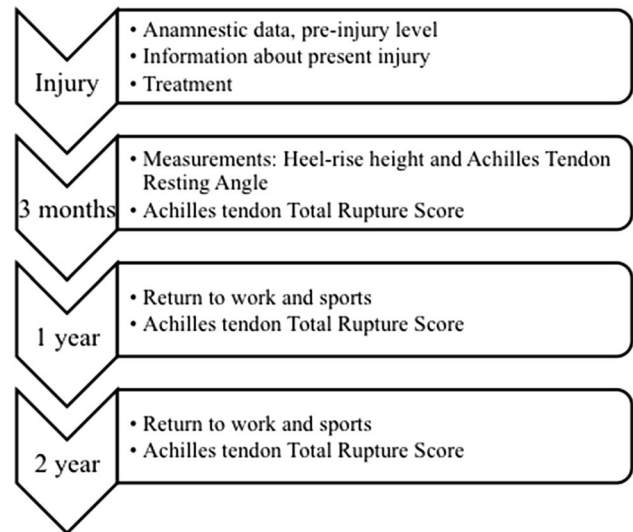 Injury
• Anamnestic data, pre-injury level
• Information about present injury
• Treatment
3 months
• Measurements: Heel-rise height and Achilles Tendon
Resting Angle
• Achilles tendon Total Rupture Score
1 year
• Return to work and sports
• Achilles tendon Total Rupture Score
2 year
• Return to work and sports
• Achilles tendon Total Rupture Score